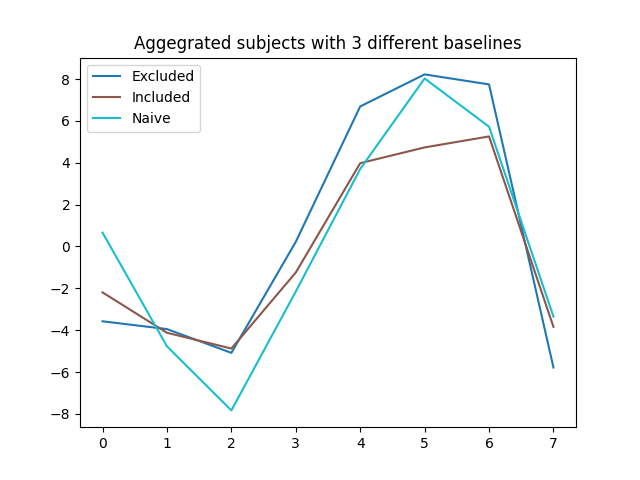 Aggegrated subjects with 3 different baselines
Excluded
Included
Naive
8
6
4
2
0
−2
−4
−6
−8
0 1 2 3 4 5 6 7